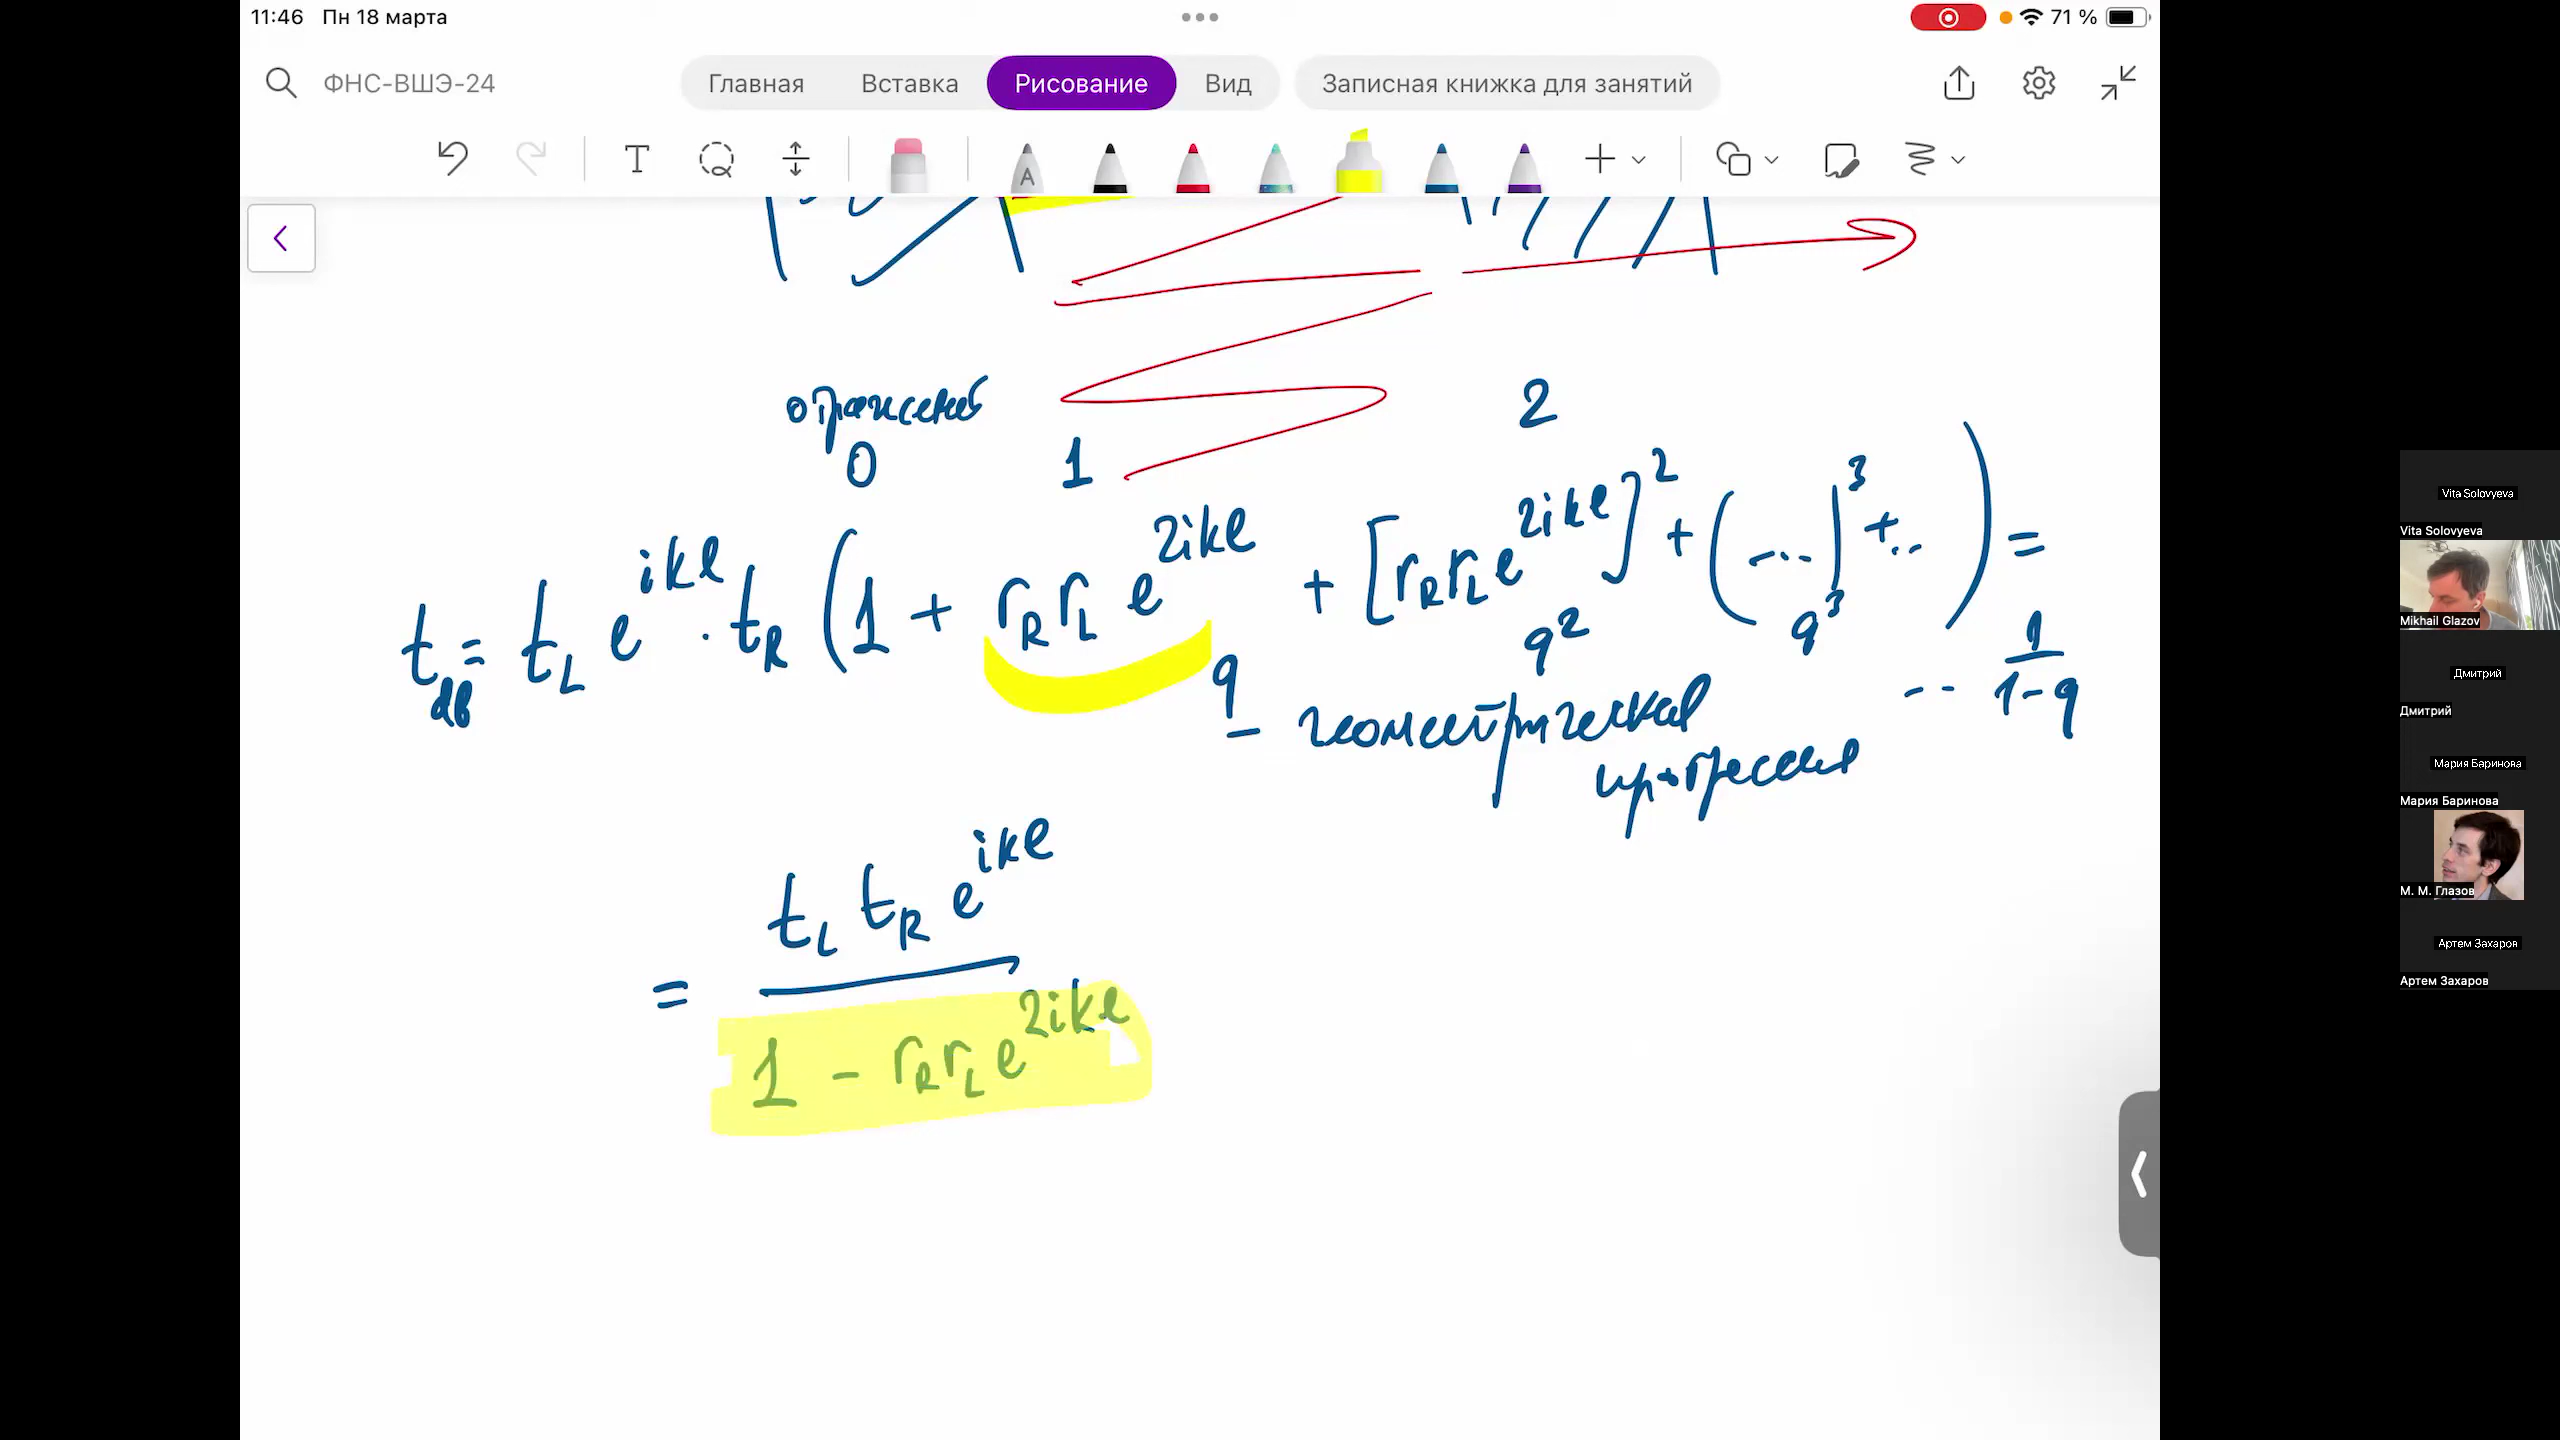 11:46 Пн 18 марта 71 %
ФНС-ВШЭ-24 Главная Вставка Рисование Вид Записная книжка для занятий
T A
отражений 2
0 1
t_дв = t_L e^{ikl} · t_R (1 + r_R r_L e^{2ikl} + [r_R r_L e^{2ikl}]^2 + (...)^3 + ..) =
q q^2 q^3 -- 1/(1-q)
— геометрическая
прогрессия
= t_L t_R e^{ikl} / (1 - r_R r_L e^{2ikl})
Vita Solovyeva
Vita Solovyeva
Mikhail Glazov
Дмитрий
Дмитрий
Мария Баринова
Мария Баринова
М. М. Глазов
Артем Захаров
Артем Захаров